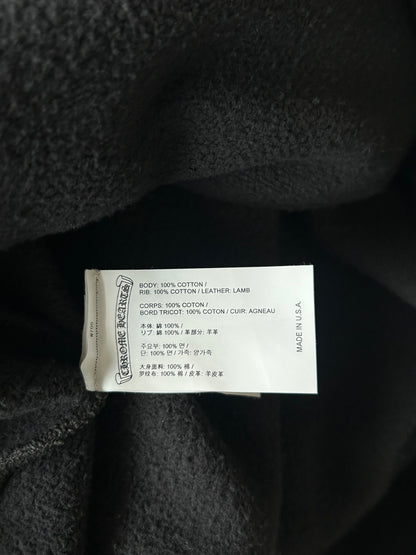 BODY: 100% COTTON /
RIB: 100% COTTON / LEATHER: LAMB
CORPS: 100% COTON /
BORD TRICOT: 100% COTON / CUIR: AGNEAU
本体: 綿 100% /
リブ: 綿 100% / 革部分: 羊革
주요부: 100% 면 /
단: 100% 면 / 가죽: 양가죽
大身面料: 100% 棉 /
罗纹布: 100% 棉 / 皮革: 羊皮革
MADE IN U.S.A.
CHROME HEARTS